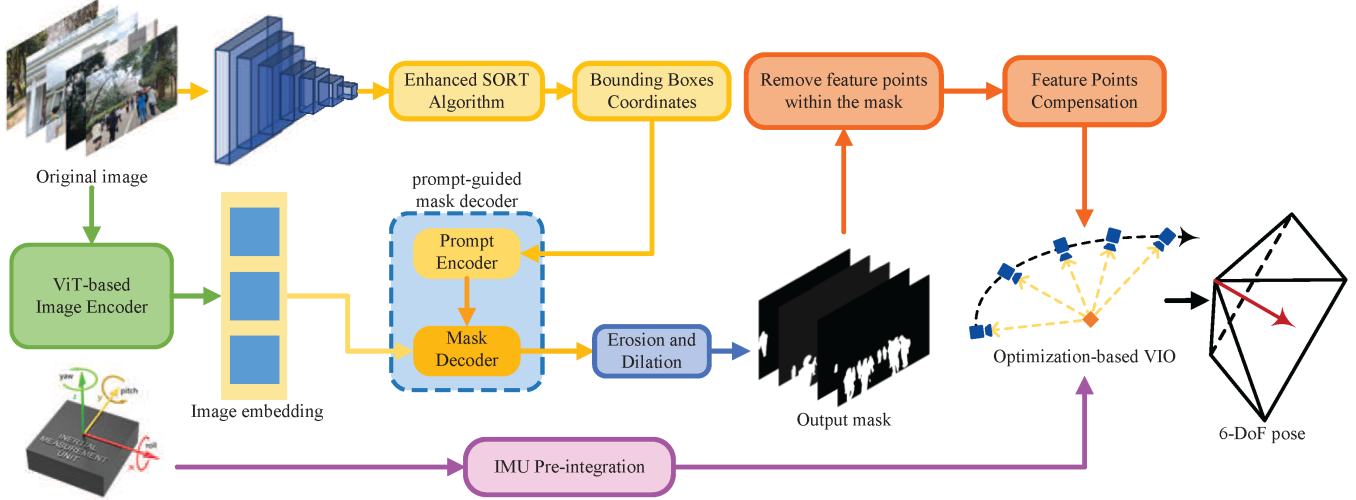 Enhanced SORT
Algorithm
Bounding Boxes
Coordinates
Remove feature points
within the mask
Feature Points
Compensation
Original image
prompt-guided
mask decoder
Prompt
Encoder
ViT-based
Image Encoder
Mask
Decoder
Erosion and
Dilation
Optimization-based VIO
Image embedding
Output mask
6-DoF pose
yaw
z
pitch
y
roll
x
INERTIAL
MEASUREMENT
UNIT
IMU Pre-integration